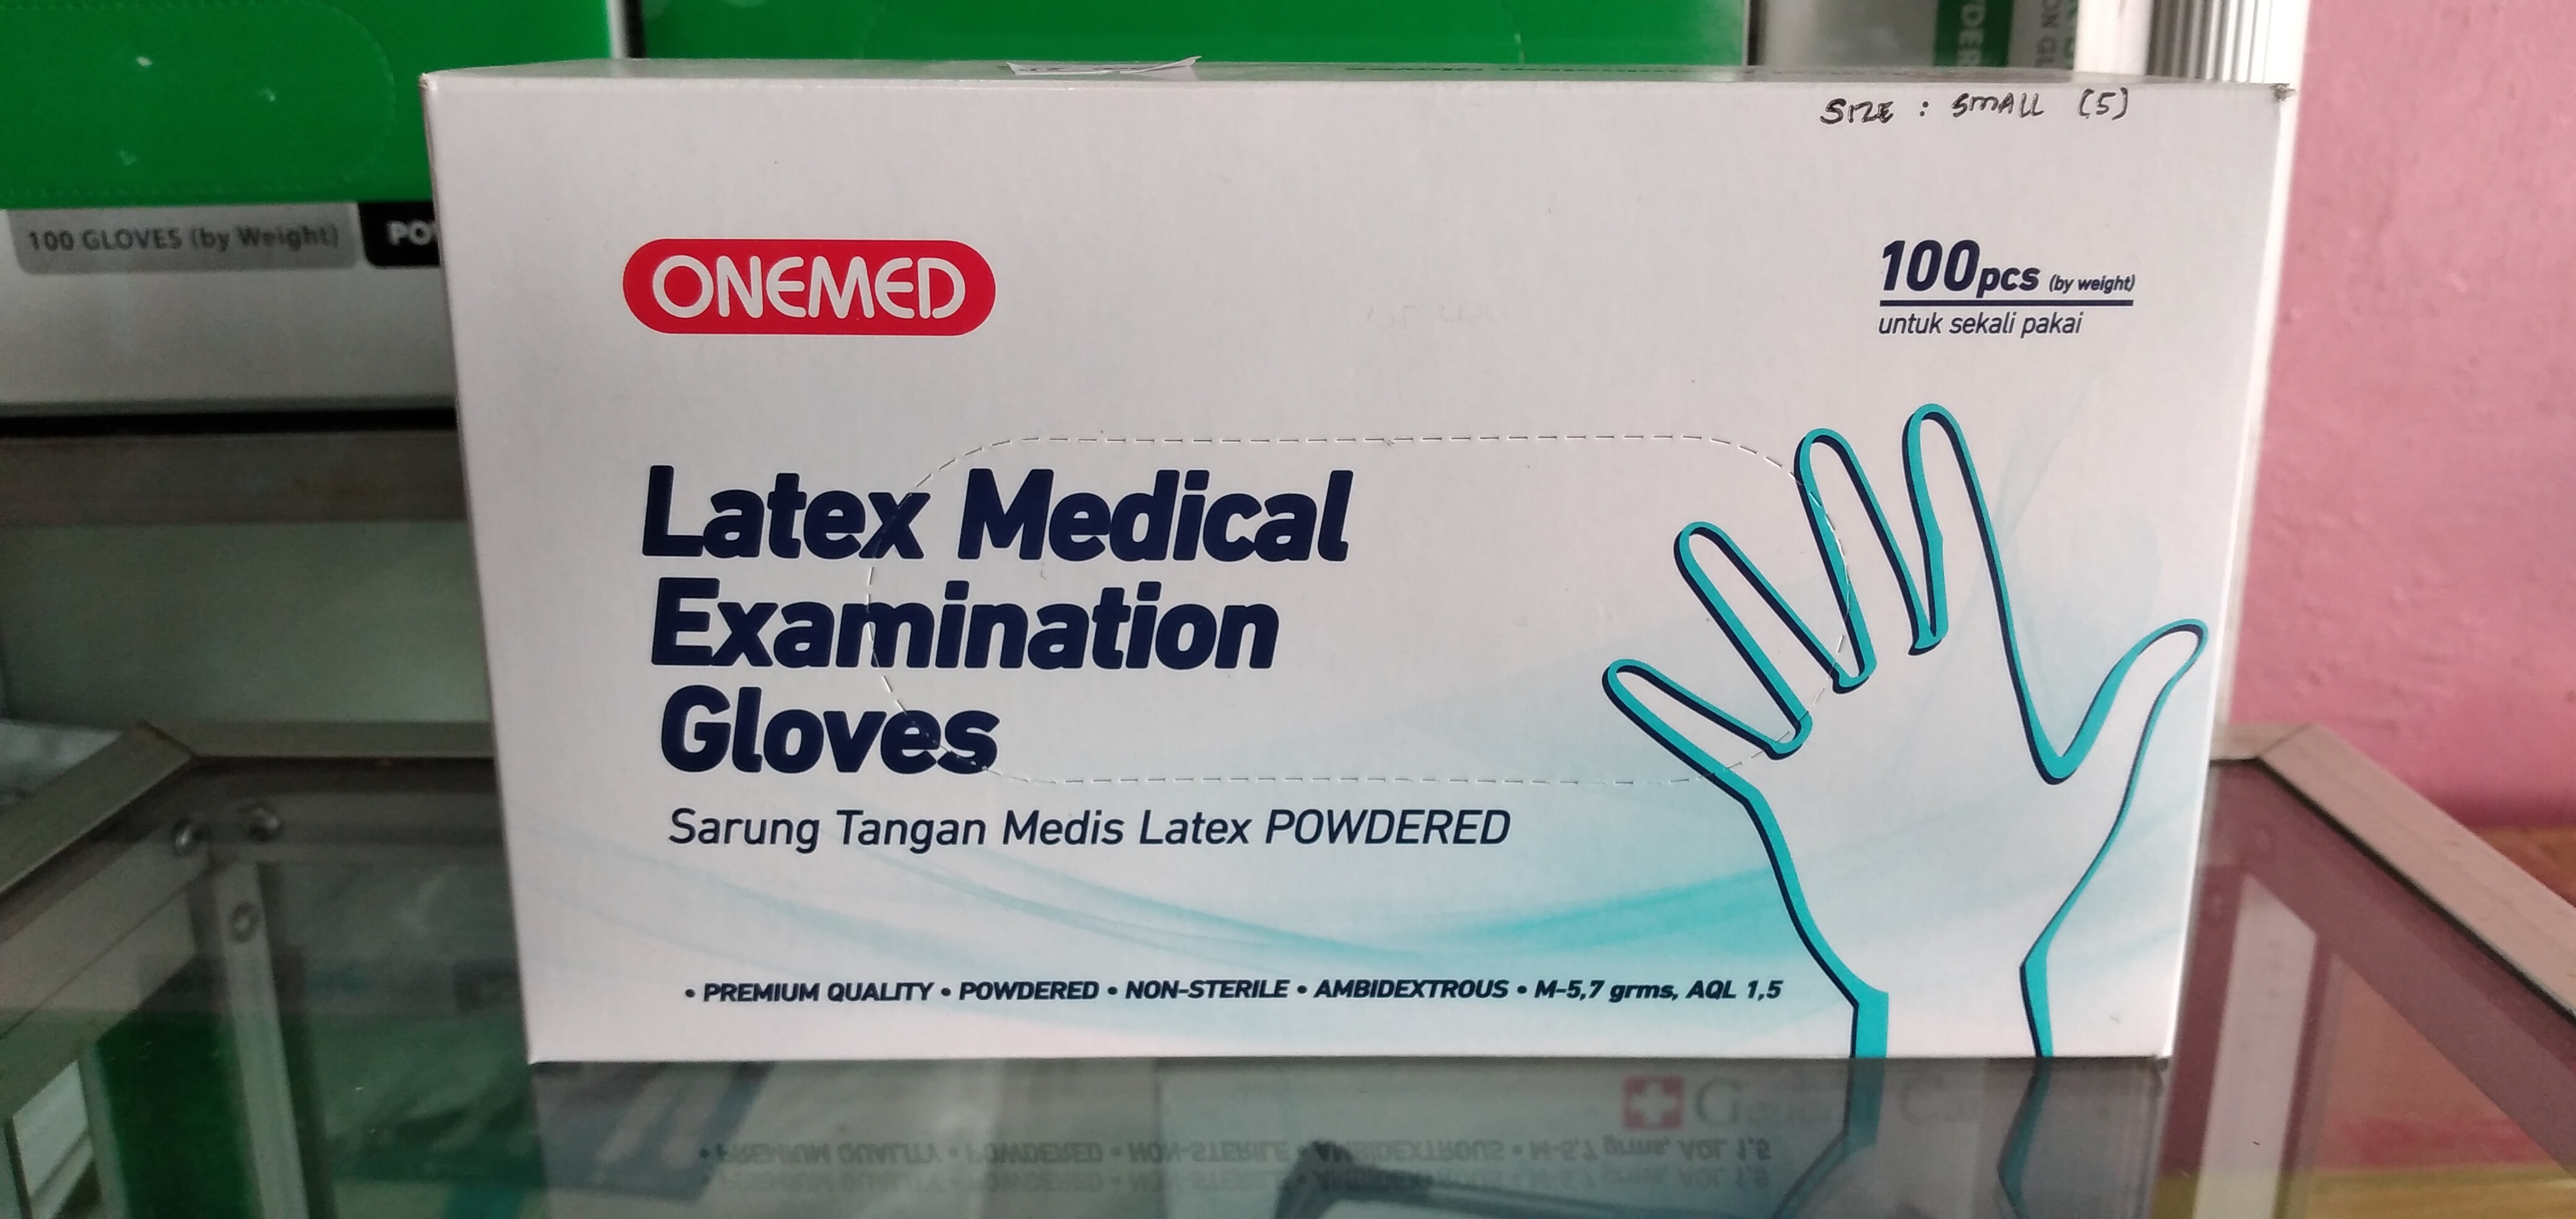 SIZE : SMALL (S)
100 GLOVES (by Weight)
ONEMED
100pcs (by weight)
untuk sekali pakai
Latex Medical
Examination
Gloves
Sarung Tangan Medis Latex POWDERED
• PREMIUM QUALITY • POWDERED • NON-STERILE • AMBIDEXTROUS • M-5,7 grms, AQL 1,5